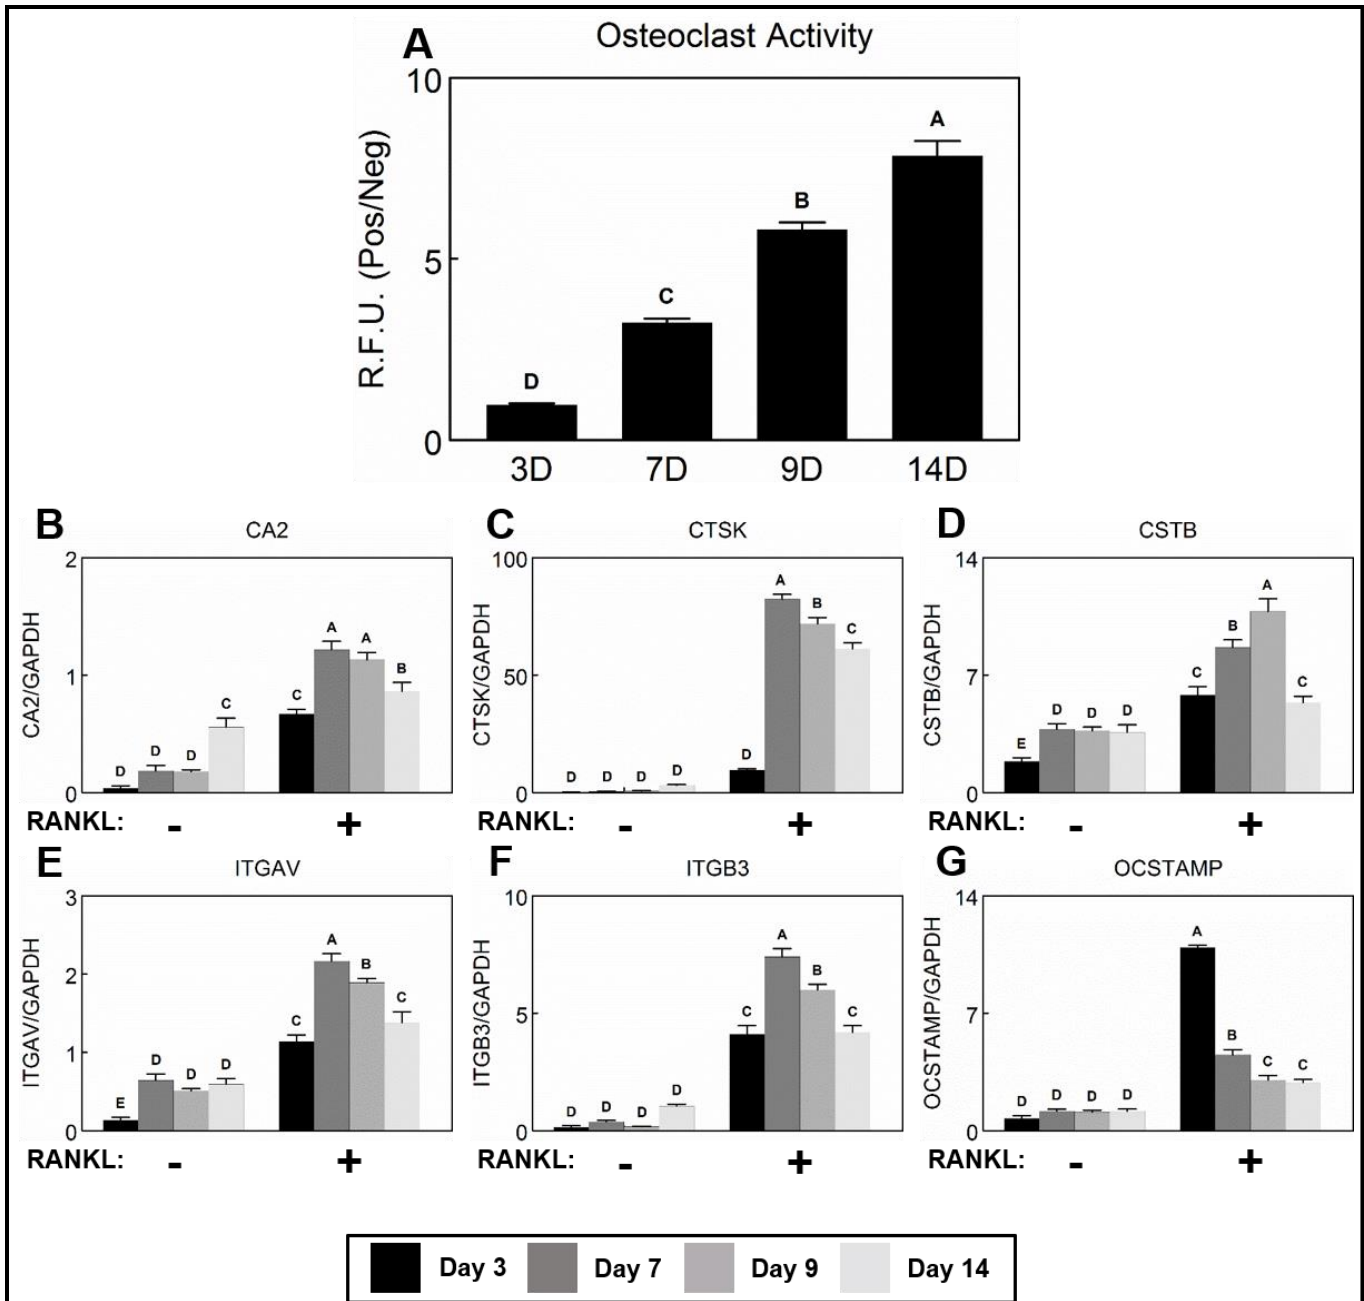 A Osteoclast Activity
R.F.U. (Pos/Neg)
10
5
0
D
C
B
A
3D 7D 9D 14D
B CA2
CA2/GAPDH
2
1
0
D D D C C A A B
RANKL: - +
C CTSK
CTSK/GAPDH
100
50
0
D D D D D A B C
RANKL: - +
D CSTB
CSTB/GAPDH
14
7
0
E D D D C B A C
RANKL: - +
E ITGAV
ITGAV/GAPDH
3
2
1
0
E D D D C A B C
RANKL: - +
F ITGB3
ITGB3/GAPDH
10
5
0
D D D D C A B C
RANKL: - +
G OCSTAMP
OCSTAMP/GAPDH
14
7
0
D D D D A B C C
RANKL: - +
Day 3 Day 7 Day 9 Day 14